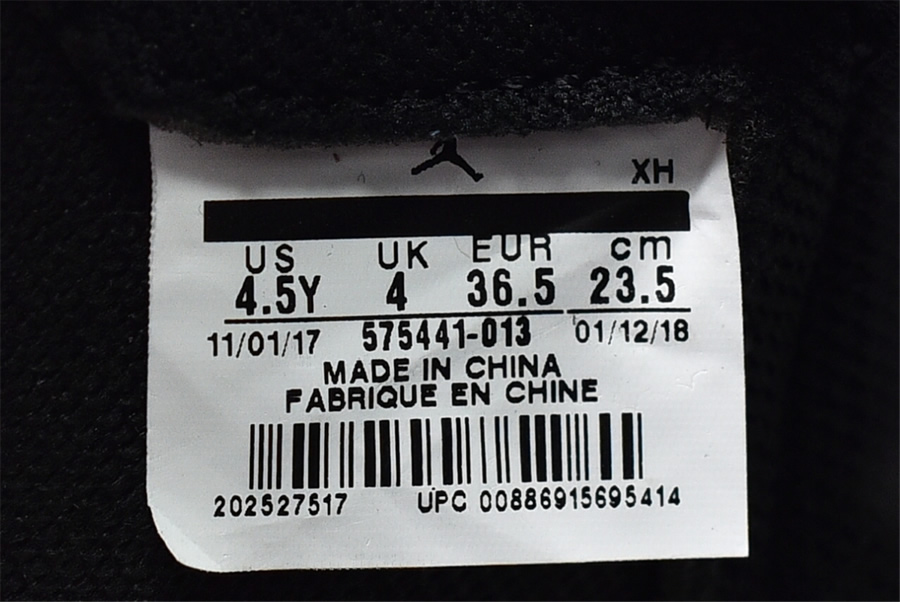 XH
US UK EUR cm
4.5Y 4 36.5 23.5
11/01/17 575441-013 01/12/18
MADE IN CHINA
FABRIQUE EN CHINE
202527517 UPC 00886915695414